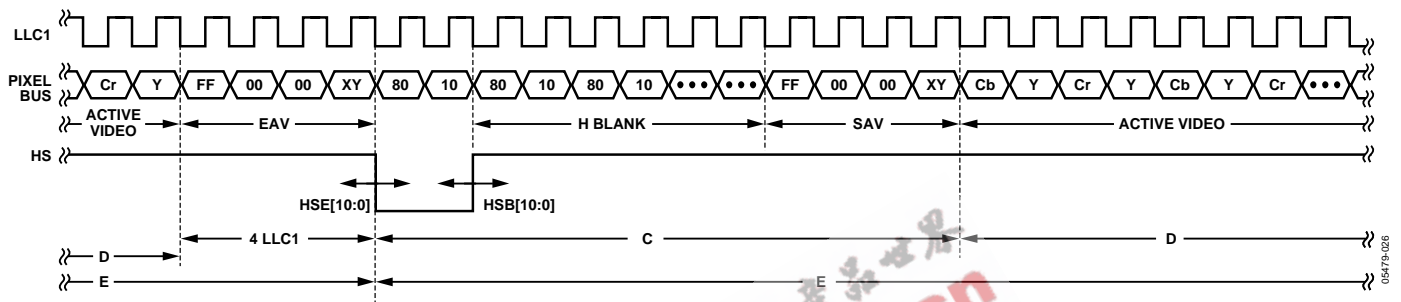 LLC1
PIXEL BUS Cr Y FF 00 00 XY 80 10 80 10 80 10 ••• ••• FF 00 00 XY Cb Y Cr Y Cb Y Cr •••
ACTIVE VIDEO EAV H BLANK SAV ACTIVE VIDEO
HS
HSE[10:0] HSB[10:0]
4 LLC1 C D
D
E E
05479-026